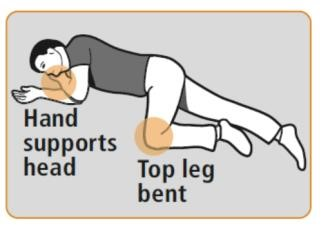 Hand
supports
head
Top leg
bent